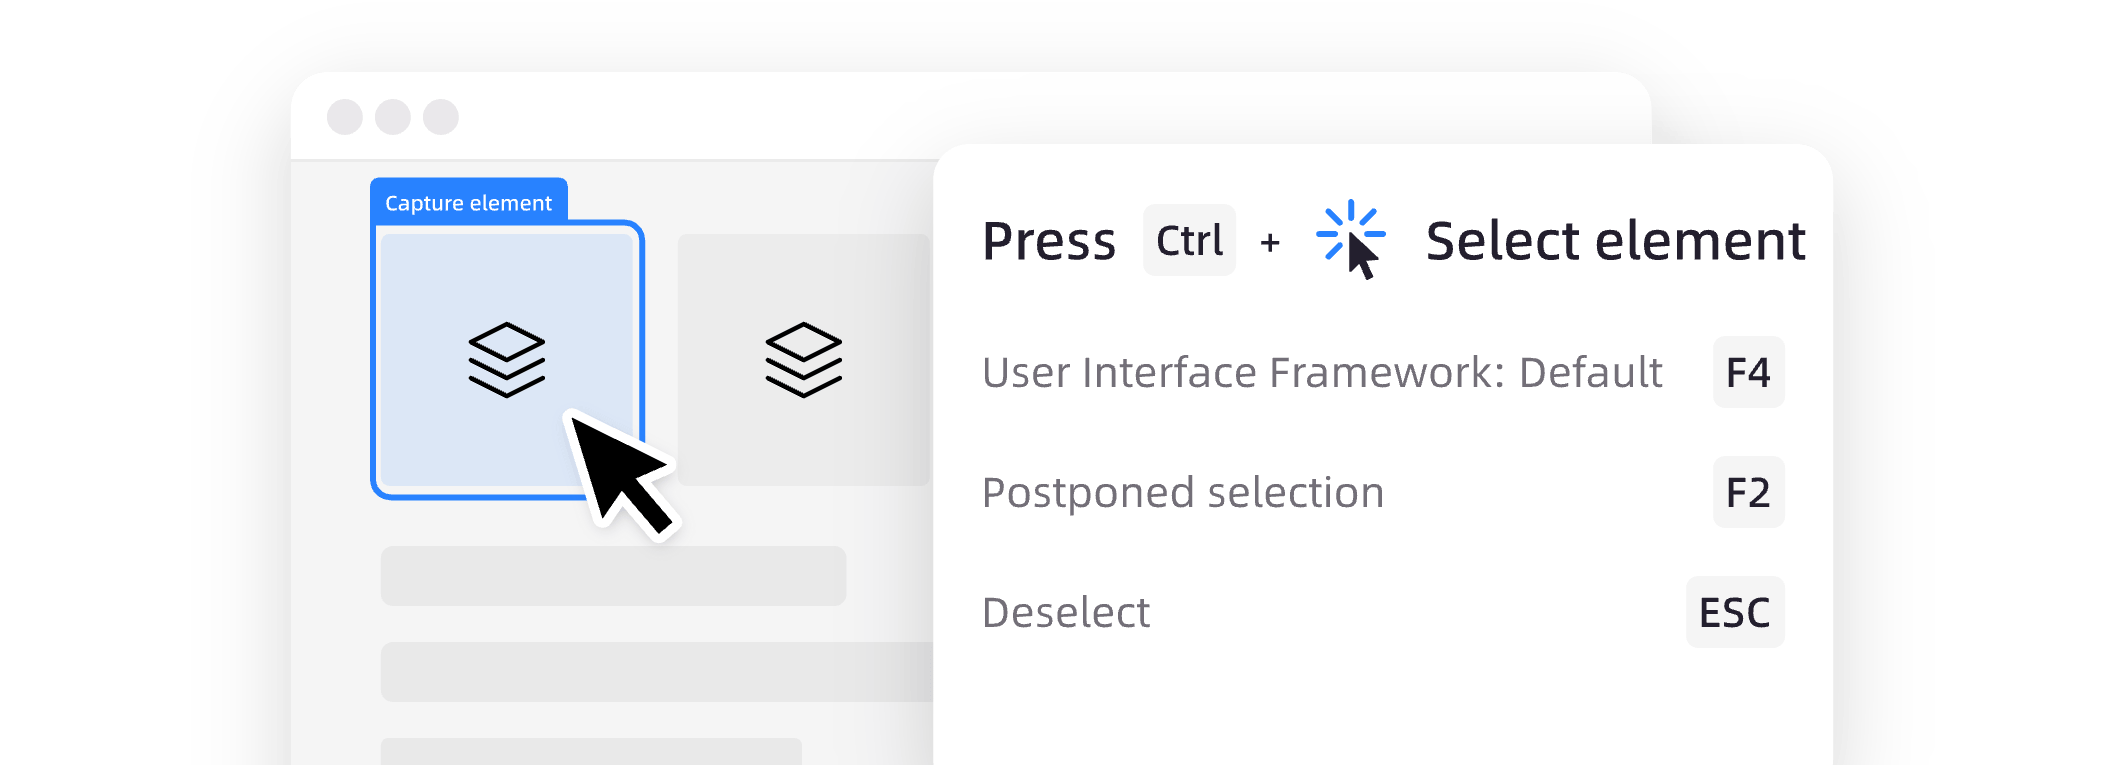 Capture element
Press Ctrl + Select element
User Interface Framework: Default F4
Postponed selection F2
Deselect ESC